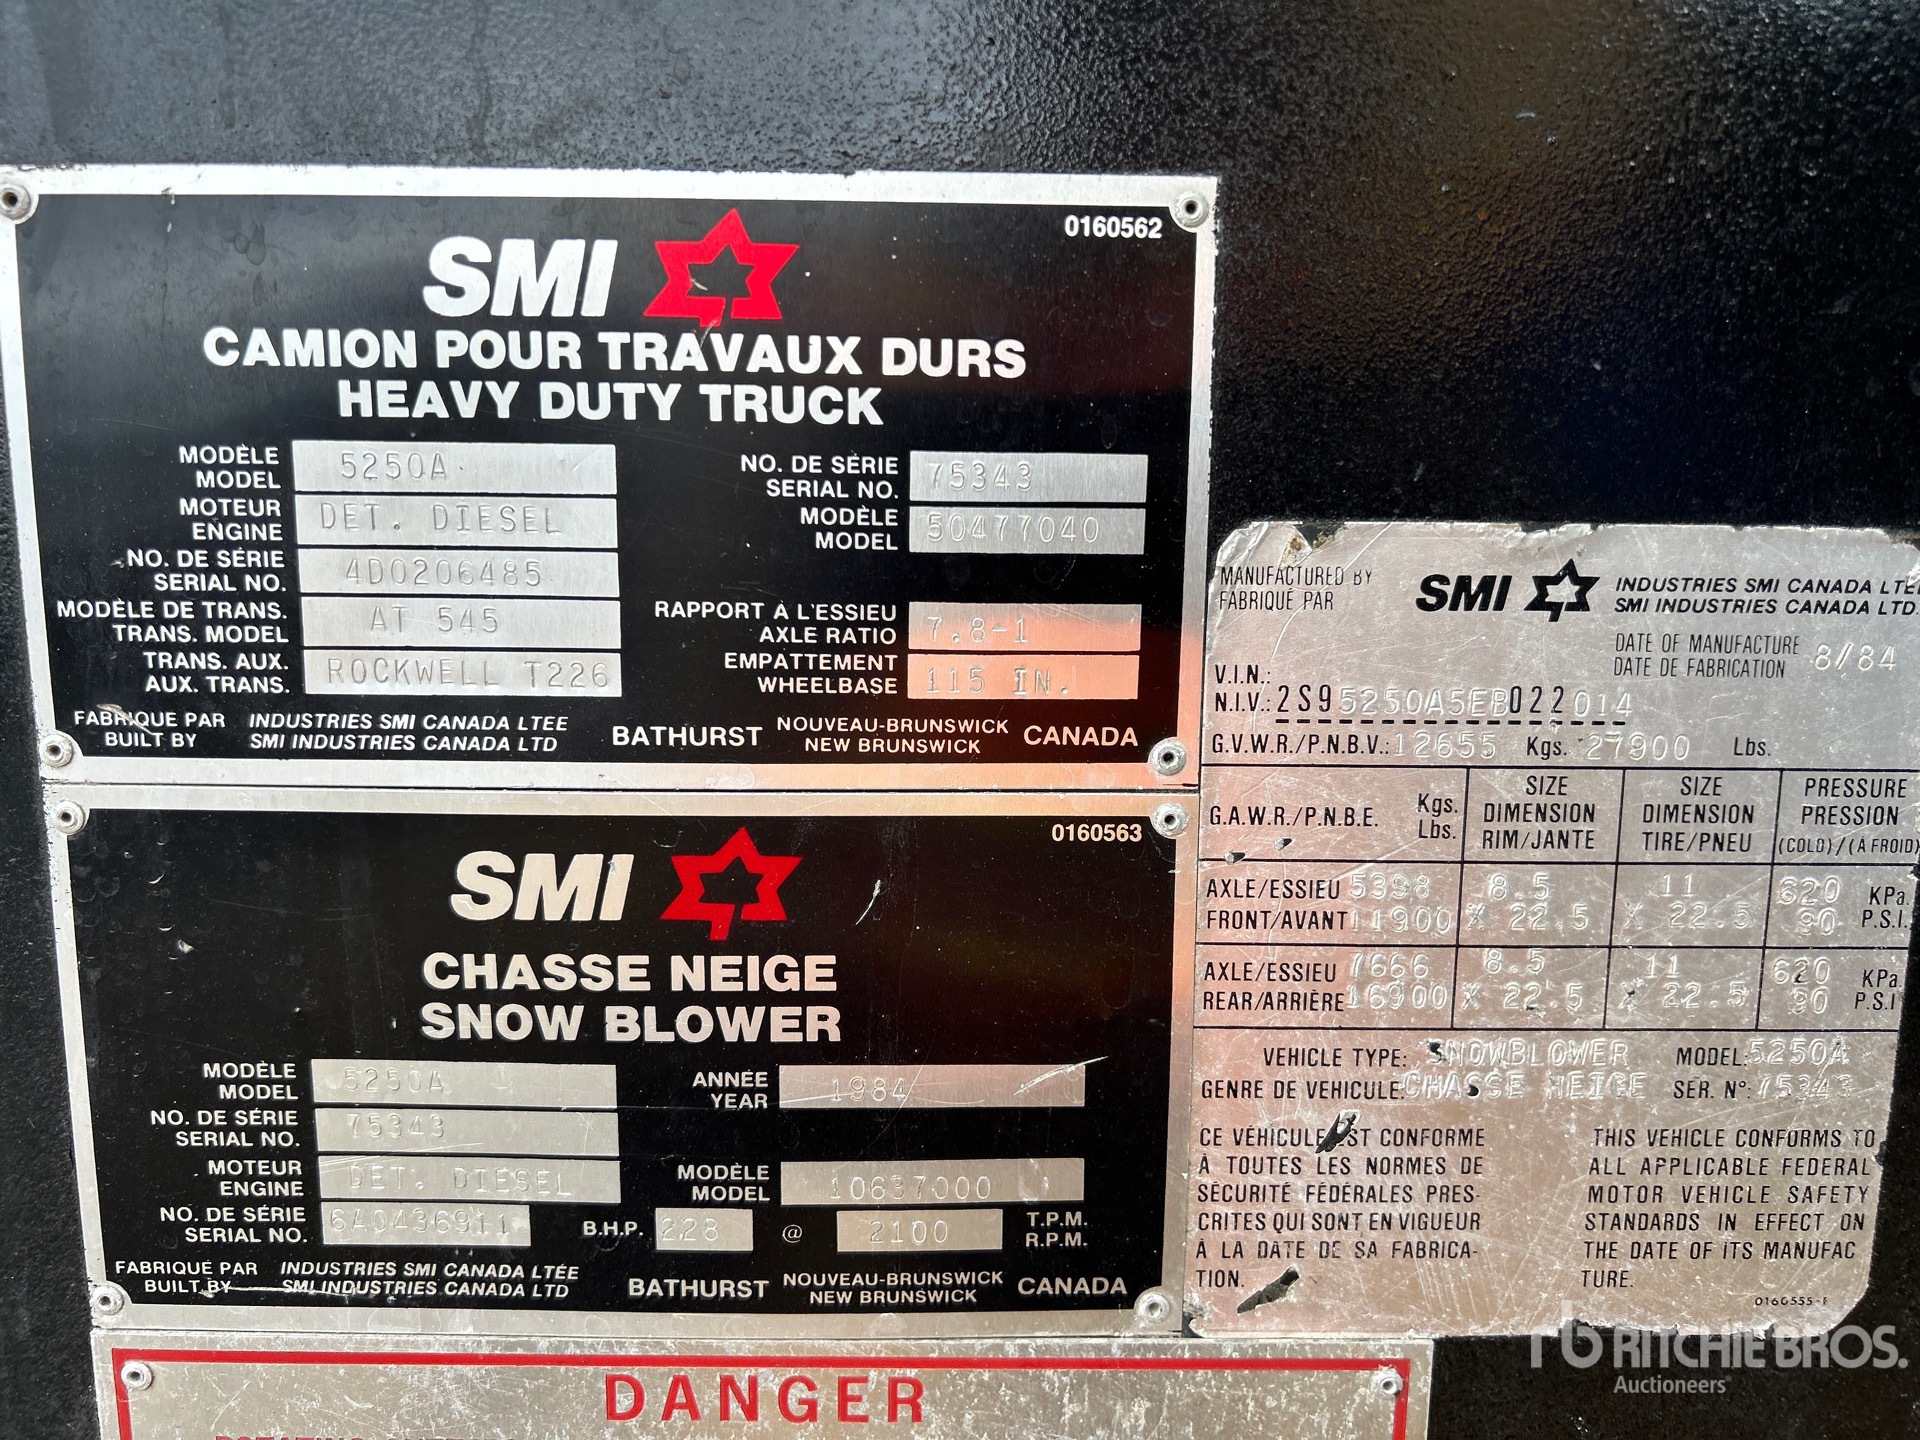 0160562
SMI
CAMION POUR TRAVAUX DURS
HEAVY DUTY TRUCK
MODÈLE
MODEL 5250A
NO. DE SÉRIE
SERIAL NO. 75343
MOTEUR
ENGINE DET. DIESEL
MODÈLE
MODEL 50477040
NO. DE SÉRIE
SERIAL NO. 4D0206485
MODÈLE DE TRANS.
TRANS. MODEL AT 545
RAPPORT À L'ESSIEU
AXLE RATIO 7.8-1
TRANS. AUX.
AUX. TRANS. ROCKWELL T226
EMPATTEMENT
WHEELBASE 115 IN.
FABRIQUÉ PAR INDUSTRIES SMI CANADA LTÉE
BUILT BY SMI INDUSTRIES CANADA LTD
BATHURST NOUVEAU-BRUNSWICK
NEW BRUNSWICK CANADA
0160563
SMI
CHASSE NEIGE
SNOW BLOWER
MODÈLE
MODEL 5250A
ANNÉE
YEAR 1984
NO. DE SÉRIE
SERIAL NO. 75343
MOTEUR
ENGINE DET. DIESEL
MODÈLE
MODEL 10637000
NO. DE SÉRIE
SERIAL NO. 6A0436911
B.H.P. 228 @ 2100 T.P.M.
R.P.M.
FABRIQUÉ PAR INDUSTRIES SMI CANADA LTÉE
BUILT BY SMI INDUSTRIES CANADA LTD
BATHURST NOUVEAU-BRUNSWICK
NEW BRUNSWICK CANADA
DANGER
MANUFACTURED BY
FABRIQUÉ PAR
SMI
INDUSTRIES SMI CANADA LTÉE
SMI INDUSTRIES CANADA LTD.
DATE OF MANUFACTURE
DATE DE FABRICATION 8/84
V.I.N.:
N.I.V.: 2S95250A5EB022014
G.V.W.R./P.N.B.V.: 12655 Kgs. 27900 Lbs.
G.A.W.R./P.N.B.E. Kgs.
Lbs.
SIZE
DIMENSION
RIM/JANTE
SIZE
DIMENSION
TIRE/PNEU
PRESSURE
PRESSION
(COLD)/(À FROID)
AXLE/ESSIEU 5398 8.5 11 620 KPa.
FRONT/AVANT 11900 X 22.5 X 22.5 90 P.S.I.
AXLE/ESSIEU 7666 8.5 11 620 KPa
REAR/ARRIÈRE 16900 X 22.5 X 22.5 90 P.S.I
VEHICLE TYPE: SNOWBLOWER MODEL: 5250A
GENRE DE VEHICULE: CHASSE NEIGE SER. N°: 75343
CE VÉHICULE EST CONFORME
À TOUTES LES NORMES DE
SÉCURITÉ FÉDÉRALES PRES-
CRITES QUI SONT EN VIGUEUR
À LA DATE DE SA FABRICA-
TION.
THIS VEHICLE CONFORMS TO
ALL APPLICABLE FEDERAL
MOTOR VEHICLE SAFETY
STANDARDS IN EFFECT ON
THE DATE OF ITS MANUFAC
TURE.
0160555-F
RITCHIE BROS.
Auctioneers